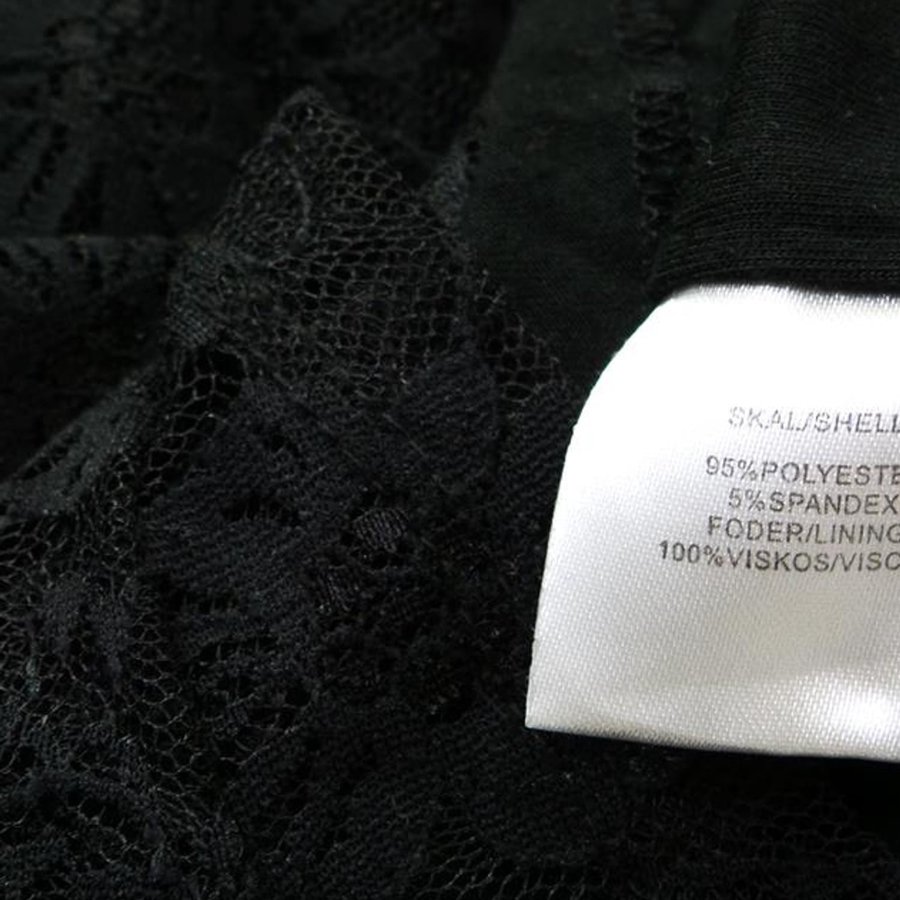 SKAL/SHELL
95%POLYESTE
5%SPANDEX
FODER/LINING
100%VISKOS/VISC